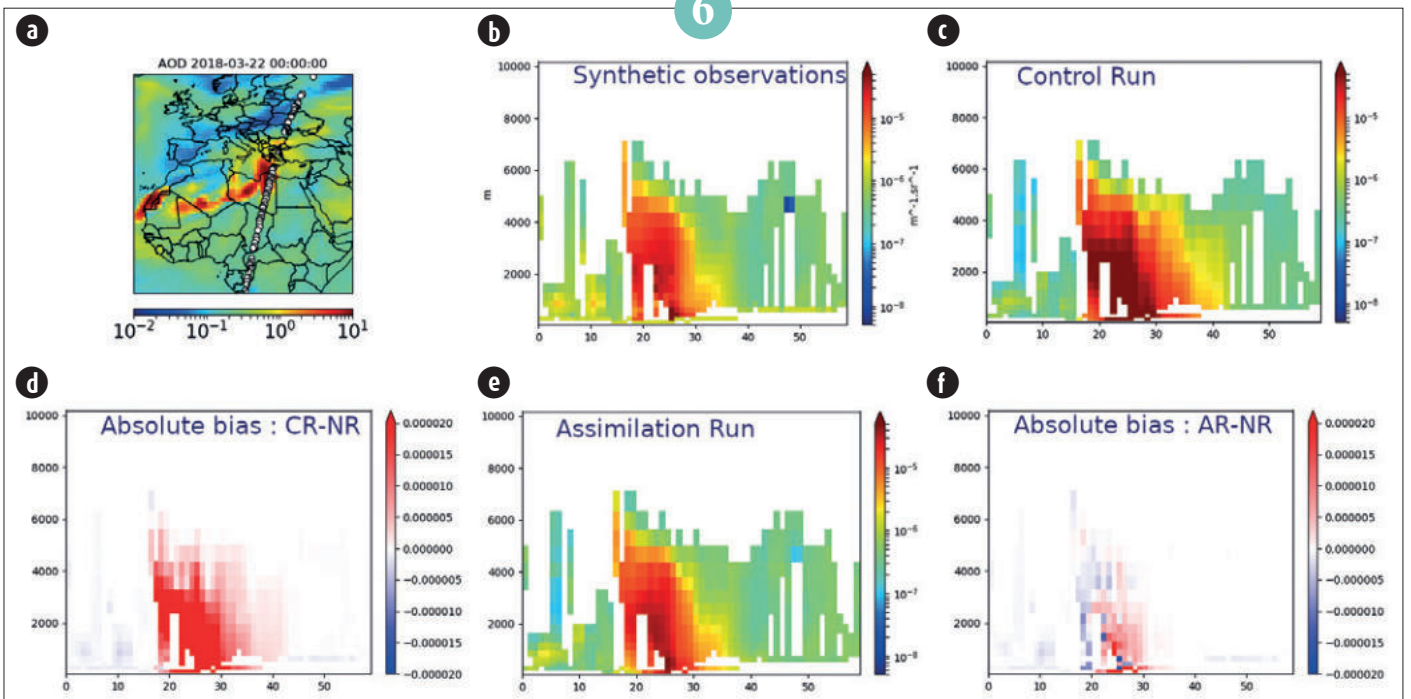 6
a
AOD 2018-03-22 00:00:00
10^-2 10^-1 10^0 10^1
b
Synthetic observations
10000
8000
6000
4000
2000
m
0 10 20 30 40 50
10^-5
10^-6
10^-7
10^-8
m^-1.sr^-1
c
Control Run
10000
8000
6000
4000
2000
0 10 20 30 40 50
10^-5
10^-6
10^-7
10^-8
d
Absolute bias : CR-NR
10000
8000
6000
4000
2000
0 10 20 30 40 50
0.000020
0.000015
0.000010
0.000005
0.000000
−0.000005
−0.000010
−0.000015
−0.000020
e
Assimilation Run
10000
8000
6000
4000
2000
0 10 20 30 40 50
10^-5
10^-6
10^-7
10^-8
f
Absolute bias : AR-NR
10000
8000
6000
4000
2000
0 10 20 30 40 50
0.000020
0.000015
0.000010
0.000005
0.000000
−0.000005
−0.000010
−0.000015
−0.000020